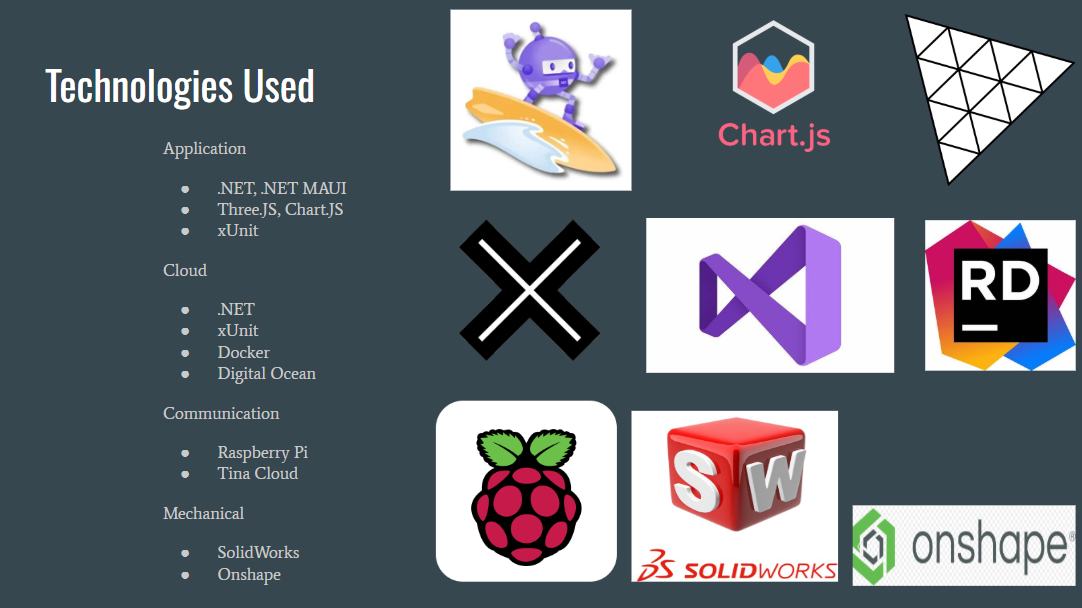 Technologies Used
Application
● .NET, .NET MAUI
● Three.JS, Chart.JS
● xUnit
Cloud
● .NET
● xUnit
● Docker
● Digital Ocean
Communication
● Raspberry Pi
● Tina Cloud
Mechanical
● SolidWorks
● Onshape
Chart.js
RD
SW
SOLIDWORKS
onshape®